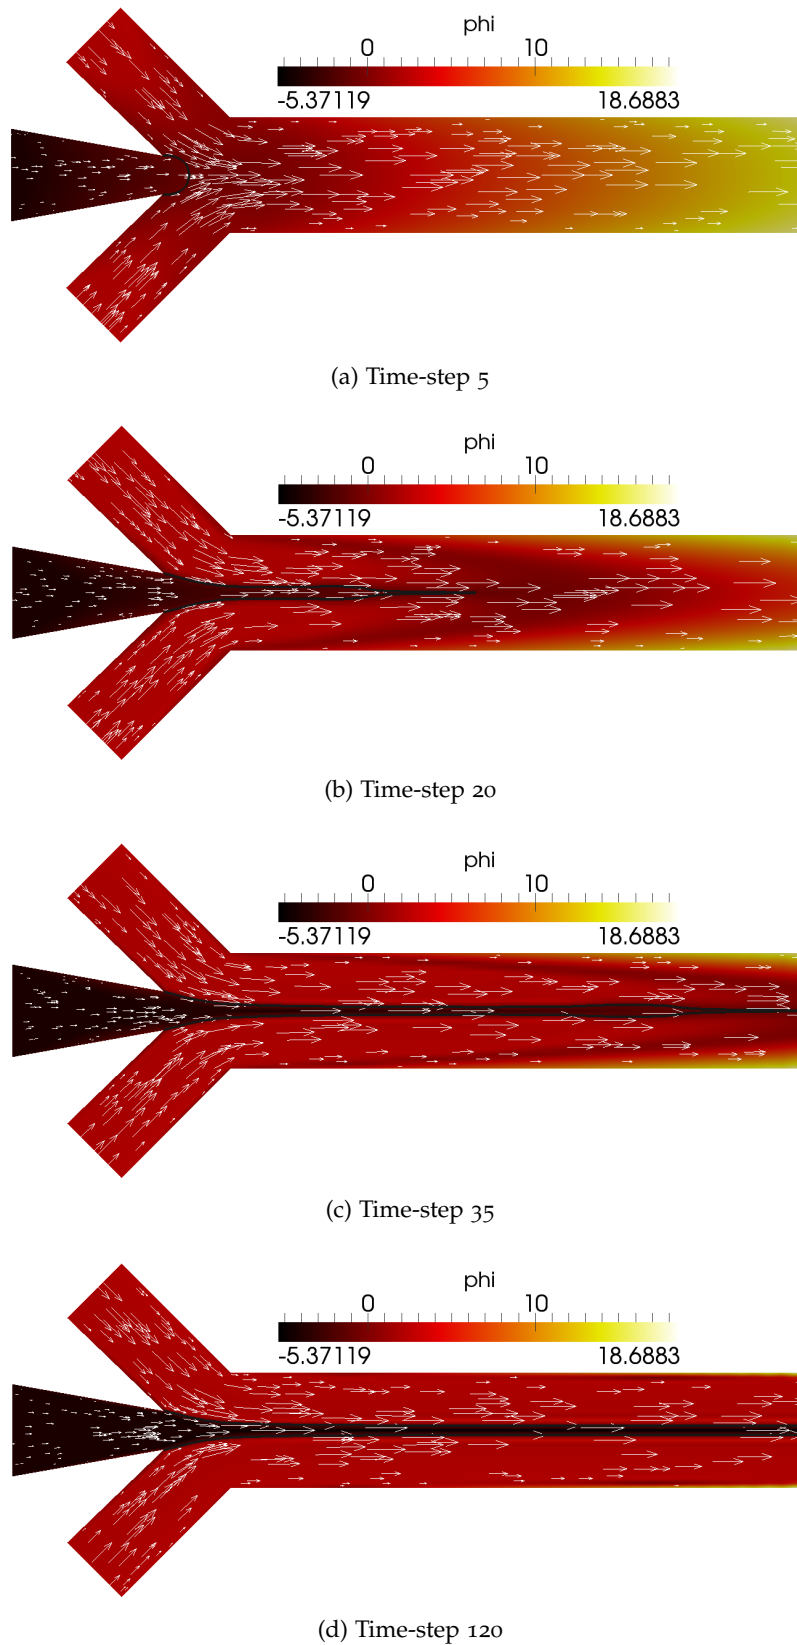 phi
0 10
-5.37119 18.6883
(a) Time-step 5
phi
0 10
-5.37119 18.6883
(b) Time-step 20
phi
0 10
-5.37119 18.6883
(c) Time-step 35
phi
0 10
-5.37119 18.6883
(d) Time-step 120